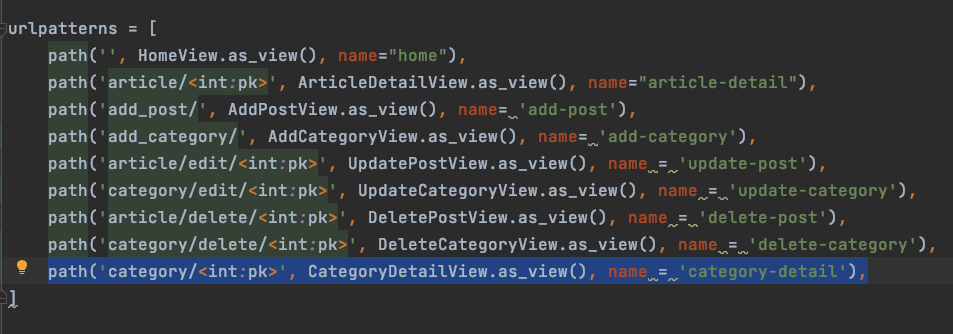 urlpatterns = [
    path('', HomeView.as_view(), name="home"),
    path('article/<int:pk>', ArticleDetailView.as_view(), name="article-detail"),
    path('add_post/', AddPostView.as_view(), name= 'add-post'),
    path('add_category/', AddCategoryView.as_view(), name= 'add-category'),
    path('article/edit/<int:pk>', UpdatePostView.as_view(), name = 'update-post'),
    path('category/edit/<int:pk>', UpdateCategoryView.as_view(), name = 'update-category'),
    path('article/delete/<int:pk>', DeletePostView.as_view(), name = 'delete-post'),
    path('category/delete/<int:pk>', DeleteCategoryView.as_view(), name = 'delete-category'),
    path('category/<int:pk>', CategoryDetailView.as_view(), name = 'category-detail'),
]